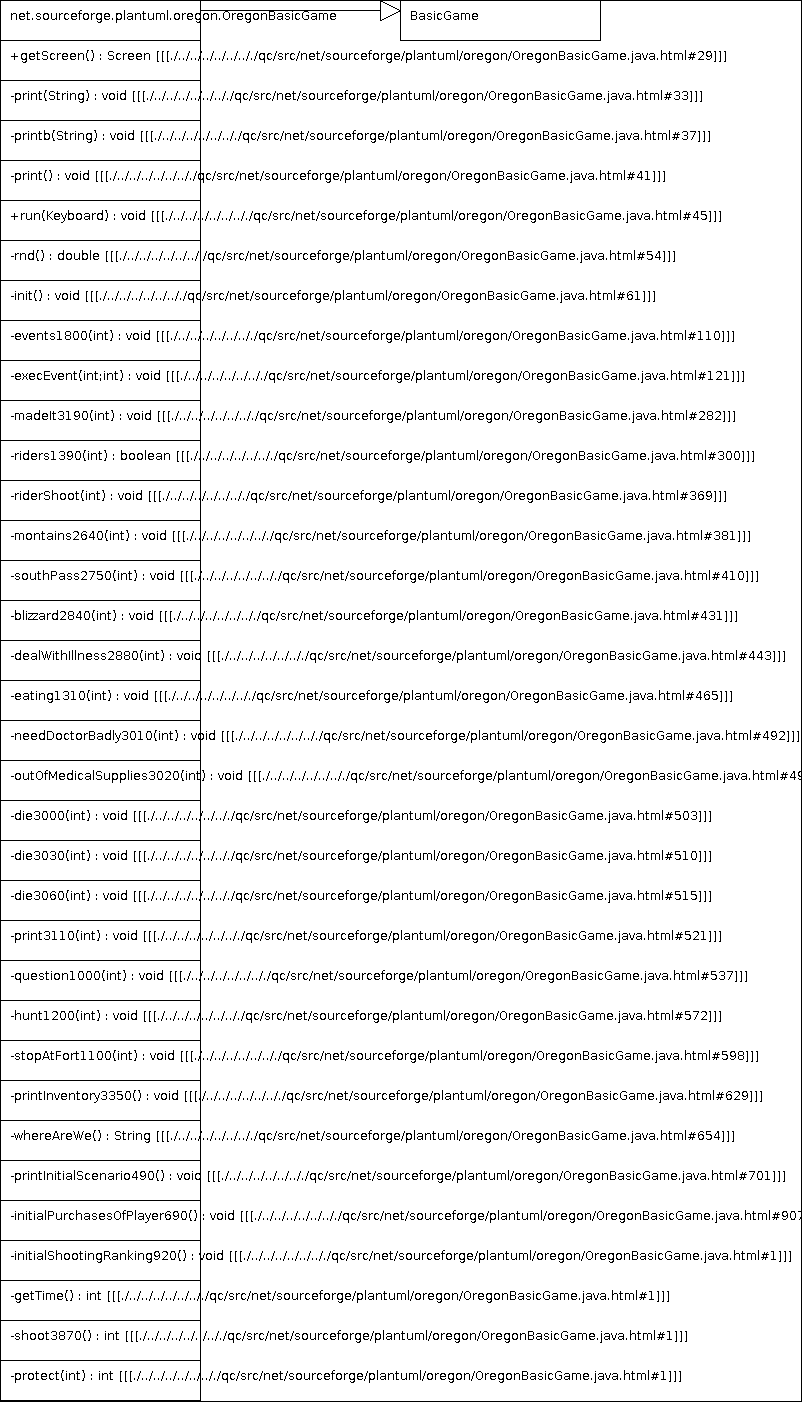 net.sourceforge.plantuml.oregon.OregonBasicGame
BasicGame
+getScreen() : Screen [[[./../../../../../../../qc/src/net/sourceforge/plantuml/oregon/OregonBasicGame.java.html#29]]]
-print(String) : void [[[./../../../../../../../qc/src/net/sourceforge/plantuml/oregon/OregonBasicGame.java.html#33]]]
-printb(String) : void [[[./../../../../../../../qc/src/net/sourceforge/plantuml/oregon/OregonBasicGame.java.html#37]]]
-print() : void [[[./../../../../../../../qc/src/net/sourceforge/plantuml/oregon/OregonBasicGame.java.html#41]]]
+run(Keyboard) : void [[[./../../../../../../../qc/src/net/sourceforge/plantuml/oregon/OregonBasicGame.java.html#45]]]
-rnd() : double [[[./../../../../../../../qc/src/net/sourceforge/plantuml/oregon/OregonBasicGame.java.html#54]]]
-init() : void [[[./../../../../../../../qc/src/net/sourceforge/plantuml/oregon/OregonBasicGame.java.html#61]]]
-events1800(int) : void [[[./../../../../../../../qc/src/net/sourceforge/plantuml/oregon/OregonBasicGame.java.html#110]]]
-execEvent(int;int) : void [[[./../../../../../../../qc/src/net/sourceforge/plantuml/oregon/OregonBasicGame.java.html#121]]]
-madeIt3190(int) : void [[[./../../../../../../../qc/src/net/sourceforge/plantuml/oregon/OregonBasicGame.java.html#282]]]
-riders1390(int) : boolean [[[./../../../../../../../qc/src/net/sourceforge/plantuml/oregon/OregonBasicGame.java.html#300]]]
-riderShoot(int) : void [[[./../../../../../../../qc/src/net/sourceforge/plantuml/oregon/OregonBasicGame.java.html#369]]]
-montains2640(int) : void [[[./../../../../../../../qc/src/net/sourceforge/plantuml/oregon/OregonBasicGame.java.html#381]]]
-southPass2750(int) : void [[[./../../../../../../../qc/src/net/sourceforge/plantuml/oregon/OregonBasicGame.java.html#410]]]
-blizzard2840(int) : void [[[./../../../../../../../qc/src/net/sourceforge/plantuml/oregon/OregonBasicGame.java.html#431]]]
-dealWithIllness2880(int) : void [[[./../../../../../../../qc/src/net/sourceforge/plantuml/oregon/OregonBasicGame.java.html#443]]]
-eating1310(int) : void [[[./../../../../../../../qc/src/net/sourceforge/plantuml/oregon/OregonBasicGame.java.html#465]]]
-needDoctorBadly3010(int) : void [[[./../../../../../../../qc/src/net/sourceforge/plantuml/oregon/OregonBasicGame.java.html#492]]]
-outOfMedicalSupplies3020(int) : void [[[./../../../../../../../qc/src/net/sourceforge/plantuml/oregon/OregonBasicGame.java.html#49
-die3000(int) : void [[[./../../../../../../../qc/src/net/sourceforge/plantuml/oregon/OregonBasicGame.java.html#503]]]
-die3030(int) : void [[[./../../../../../../../qc/src/net/sourceforge/plantuml/oregon/OregonBasicGame.java.html#510]]]
-die3060(int) : void [[[./../../../../../../../qc/src/net/sourceforge/plantuml/oregon/OregonBasicGame.java.html#515]]]
-print3110(int) : void [[[./../../../../../../../qc/src/net/sourceforge/plantuml/oregon/OregonBasicGame.java.html#521]]]
-question1000(int) : void [[[./../../../../../../../qc/src/net/sourceforge/plantuml/oregon/OregonBasicGame.java.html#537]]]
-hunt1200(int) : void [[[./../../../../../../../qc/src/net/sourceforge/plantuml/oregon/OregonBasicGame.java.html#572]]]
-stopAtFort1100(int) : void [[[./../../../../../../../qc/src/net/sourceforge/plantuml/oregon/OregonBasicGame.java.html#598]]]
-printInventory3350() : void [[[./../../../../../../../qc/src/net/sourceforge/plantuml/oregon/OregonBasicGame.java.html#629]]]
-whereAreWe() : String [[[./../../../../../../../qc/src/net/sourceforge/plantuml/oregon/OregonBasicGame.java.html#654]]]
-printInitialScenario490() : void [[[./../../../../../../../qc/src/net/sourceforge/plantuml/oregon/OregonBasicGame.java.html#701]]]
-initialPurchasesOfPlayer690() : void [[[./../../../../../../../qc/src/net/sourceforge/plantuml/oregon/OregonBasicGame.java.html#907
-initialShootingRanking920() : void [[[./../../../../../../../qc/src/net/sourceforge/plantuml/oregon/OregonBasicGame.java.html#1]]]
-getTime() : int [[[./../../../../../../../qc/src/net/sourceforge/plantuml/oregon/OregonBasicGame.java.html#1]]]
-shoot3870() : int [[[./../../../../../../../qc/src/net/sourceforge/plantuml/oregon/OregonBasicGame.java.html#1]]]
-protect(int) : int [[[./../../../../../../../qc/src/net/sourceforge/plantuml/oregon/OregonBasicGame.java.html#1]]]